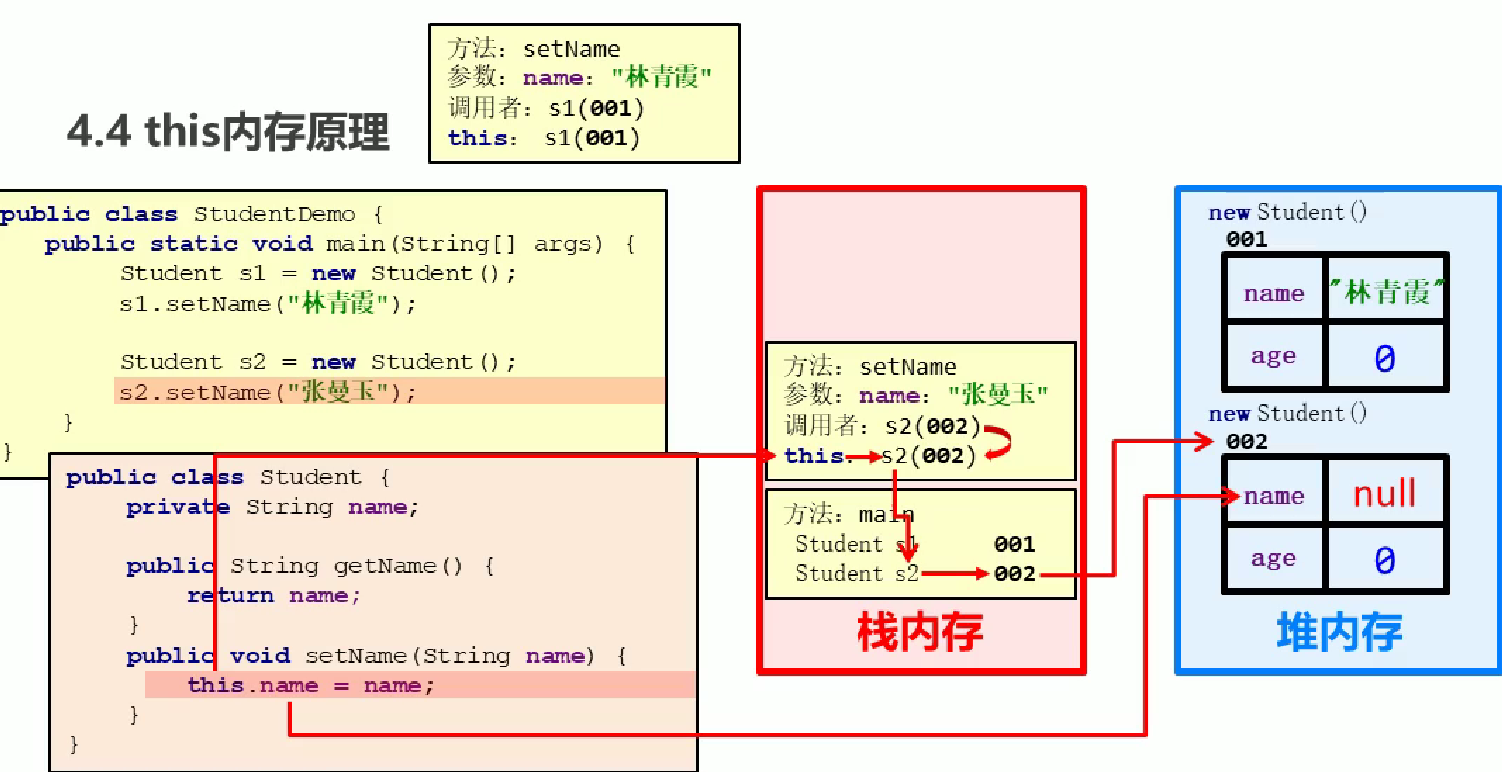 方法：setName
参数：name："林青霞"
调用者：s1(001)
this： s1(001)
4.4 this内存原理
public class StudentDemo {
public static void main(String[] args) {
Student s1 = new Student();
s1.setName("林青霞");
Student s2 = new Student();
s2.setName("张曼玉");
}
}
public class Student {
private String name;
public String getName() {
return name;
}
public void setName(String name) {
this.name = name;
}
}
方法：setName
参数：name："张曼玉"
调用者：s2(002)
this： s2(002)
方法：main
Student s1 001
Student s2 002
栈内存
new Student()
001
name "林青霞"
age 0
new Student()
002
name null
age 0
堆内存